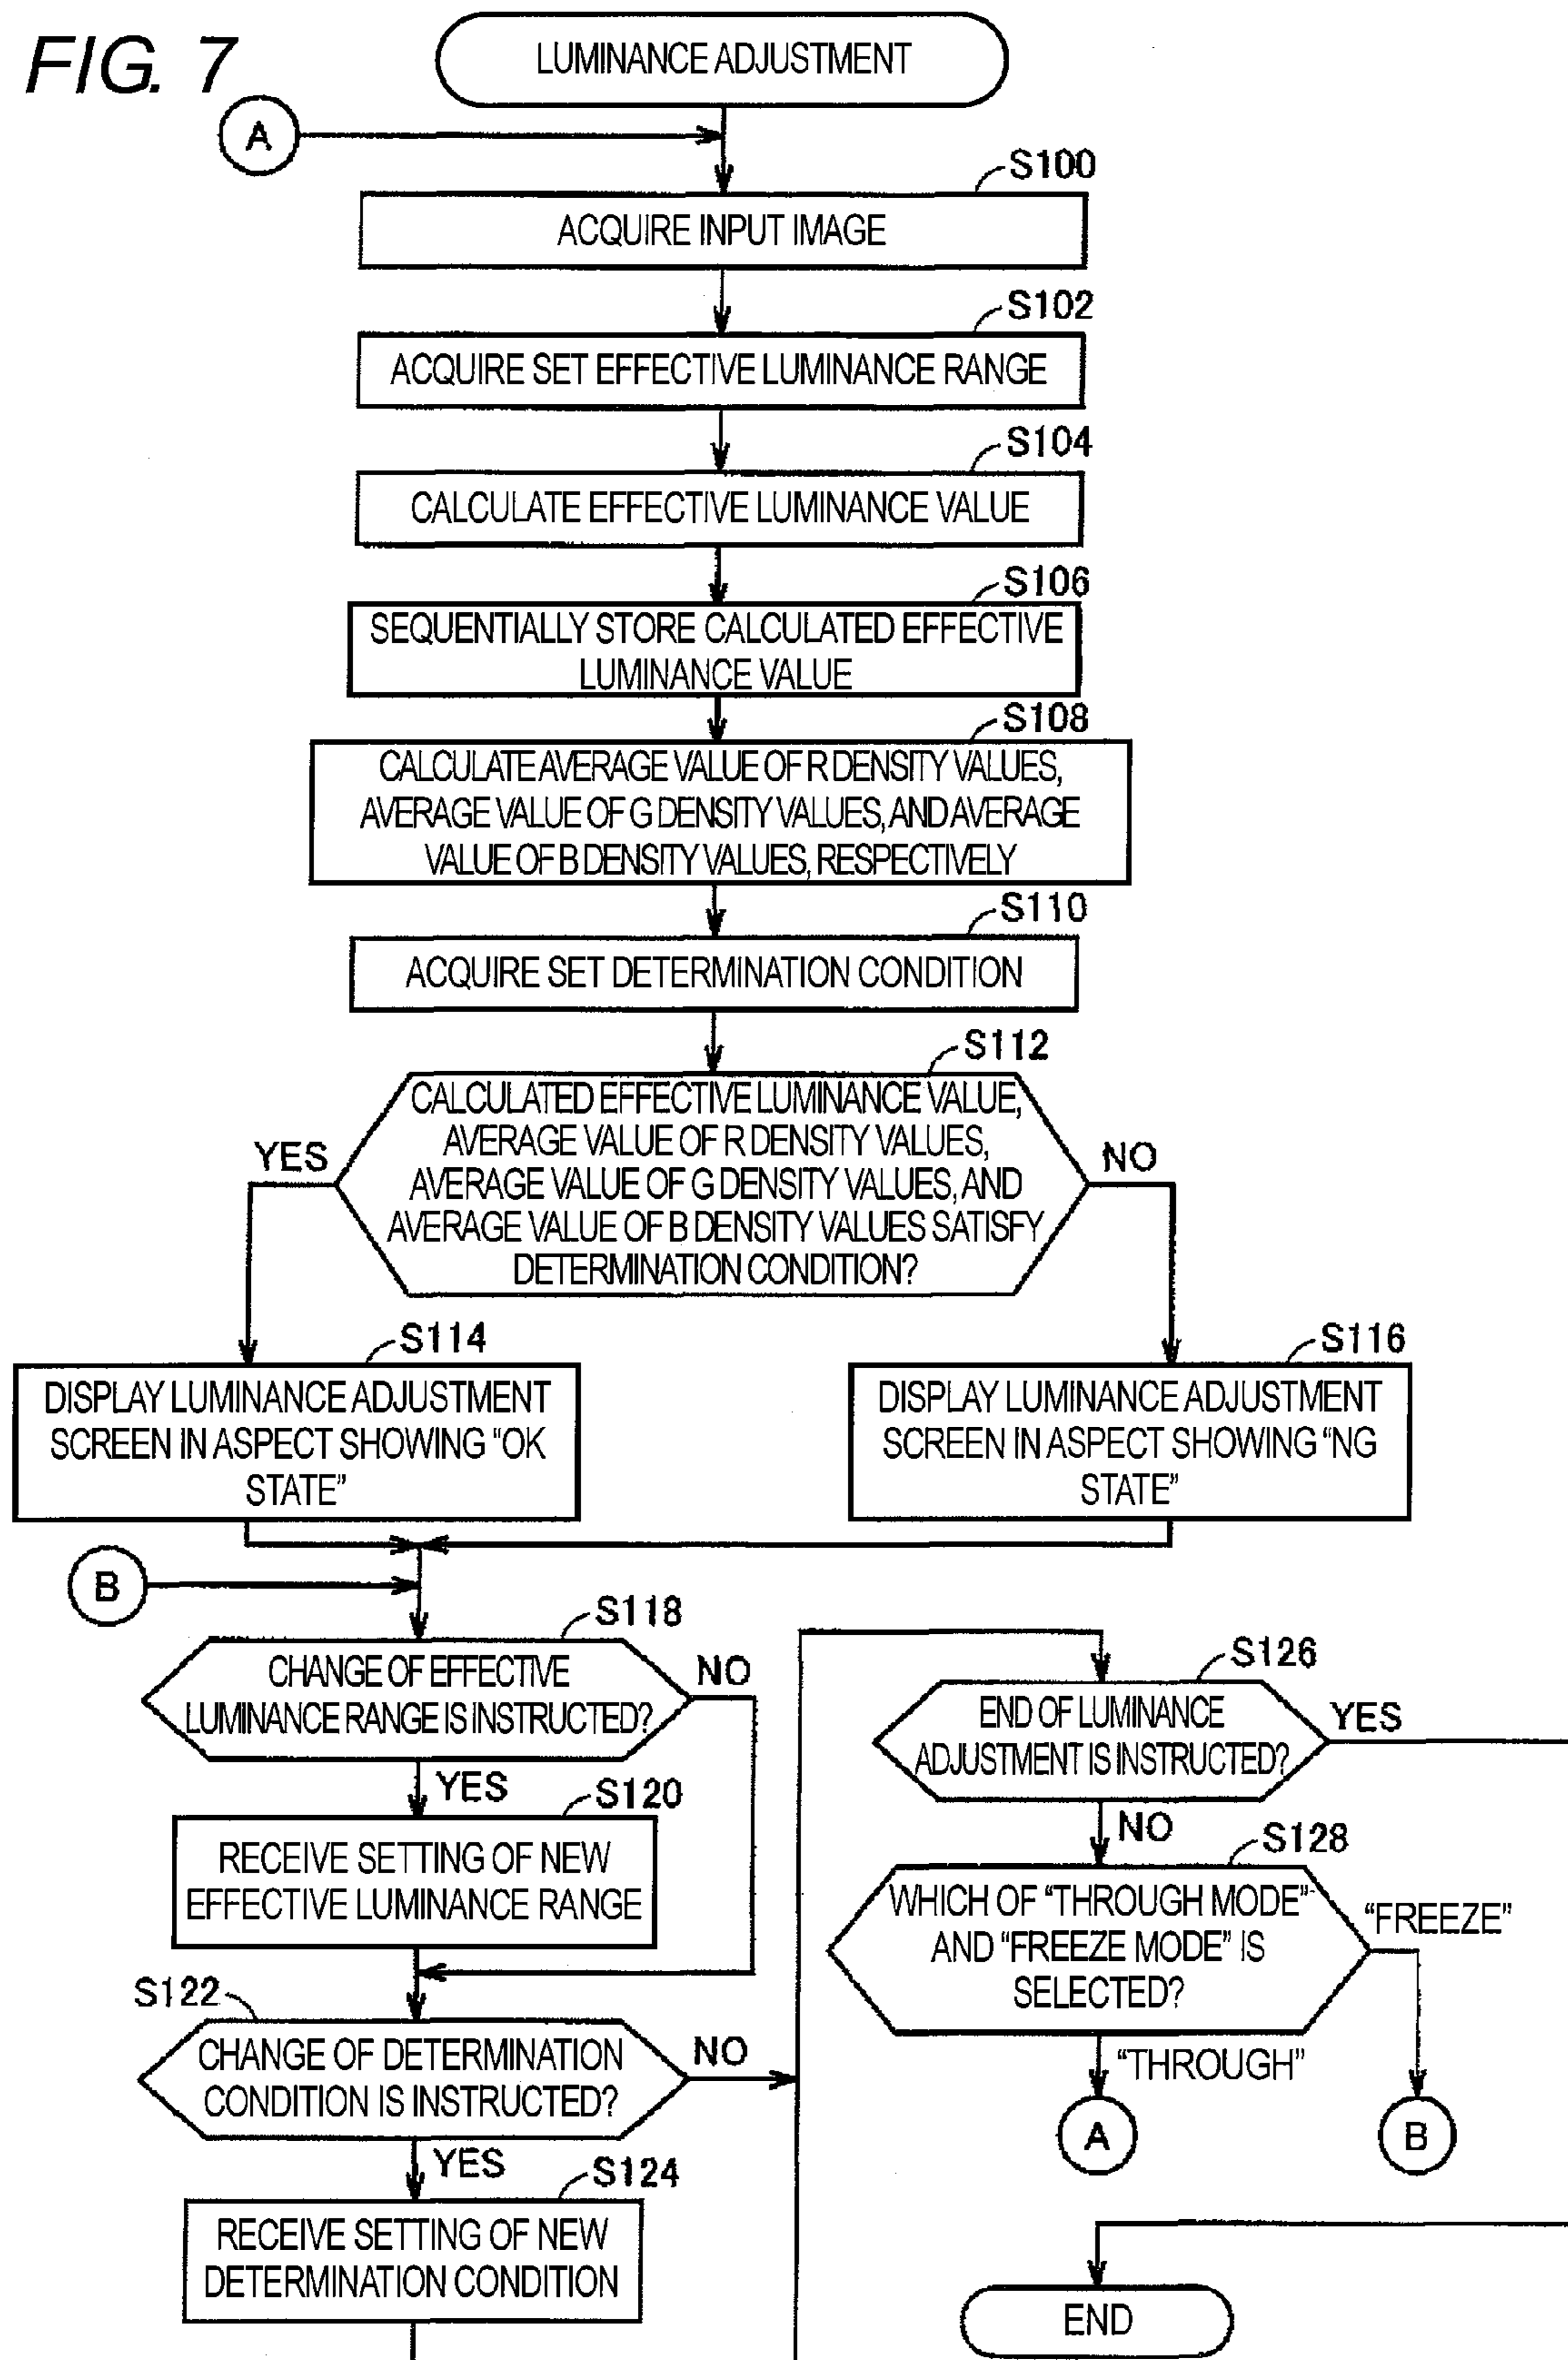 FIG. 7
LUMINANCE ADJUSTMENT
A
S100
ACQUIRE INPUT IMAGE
S102
ACQUIRE SET EFFECTIVE LUMINANCE RANGE
S104
CALCULATE EFFECTIVE LUMINANCE VALUE
S106
SEQUENTIALLY STORE CALCULATED EFFECTIVE
LUMINANCE VALUE
S108
CALCULATE AVERAGE VALUE OF R DENSITY VALUES,
AVERAGE VALUE OF G DENSITY VALUES, AND AVERAGE
VALUE OF B DENSITY VALUES, RESPECTIVELY
S110
ACQUIRE SET DETERMINATION CONDITION
S112
CALCULATED EFFECTIVE LUMINANCE VALUE,
AVERAGE VALUE OF R DENSITY VALUES,
AVERAGE VALUE OF G DENSITY VALUES, AND
AVERAGE VALUE OF B DENSITY VALUES SATISFY
DETERMINATION CONDITION?
YES
NO
S114
DISPLAY LUMINANCE ADJUSTMENT
SCREEN IN ASPECT SHOWING “OK
STATE”
S116
DISPLAY LUMINANCE ADJUSTMENT
SCREEN IN ASPECT SHOWING “NG
STATE”
B
S118
CHANGE OF EFFECTIVE
LUMINANCE RANGE IS INSTRUCTED?
NO
YES
S120
RECEIVE SETTING OF NEW
EFFECTIVE LUMINANCE RANGE
S122
CHANGE OF DETERMINATION
CONDITION IS INSTRUCTED?
NO
YES
S124
RECEIVE SETTING OF NEW
DETERMINATION CONDITION
S126
END OF LUMINANCE
ADJUSTMENT IS INSTRUCTED?
YES
NO
S128
WHICH OF “THROUGH MODE”
AND “FREEZE MODE” IS
SELECTED?
“FREEZE”
“THROUGH”
A
B
END